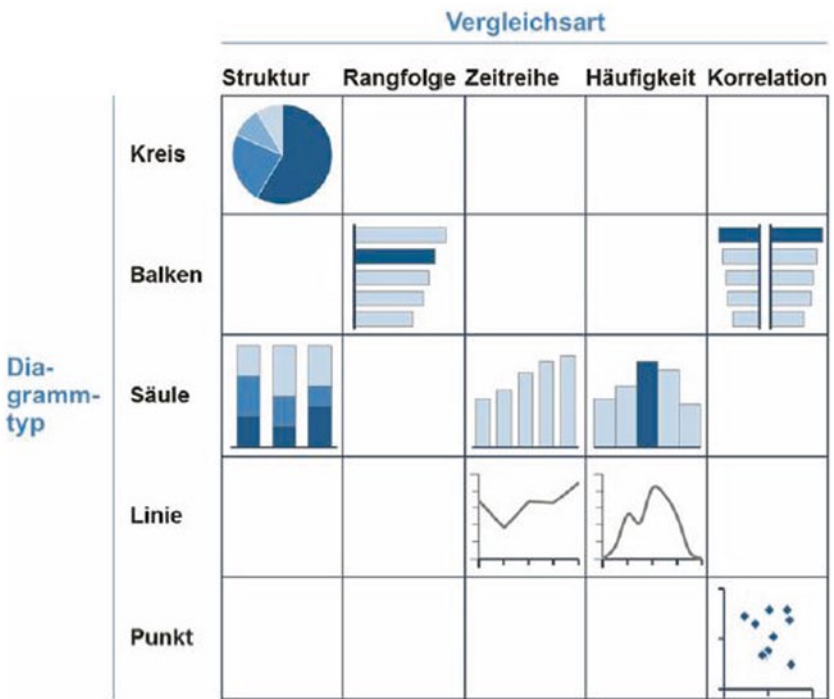 Vergleichsart
Struktur Rangfolge Zeitreihe Häufigkeit Korrelation
Kreis
Balken
Dia-
gramm-
typ
Säule
Linie
Punkt